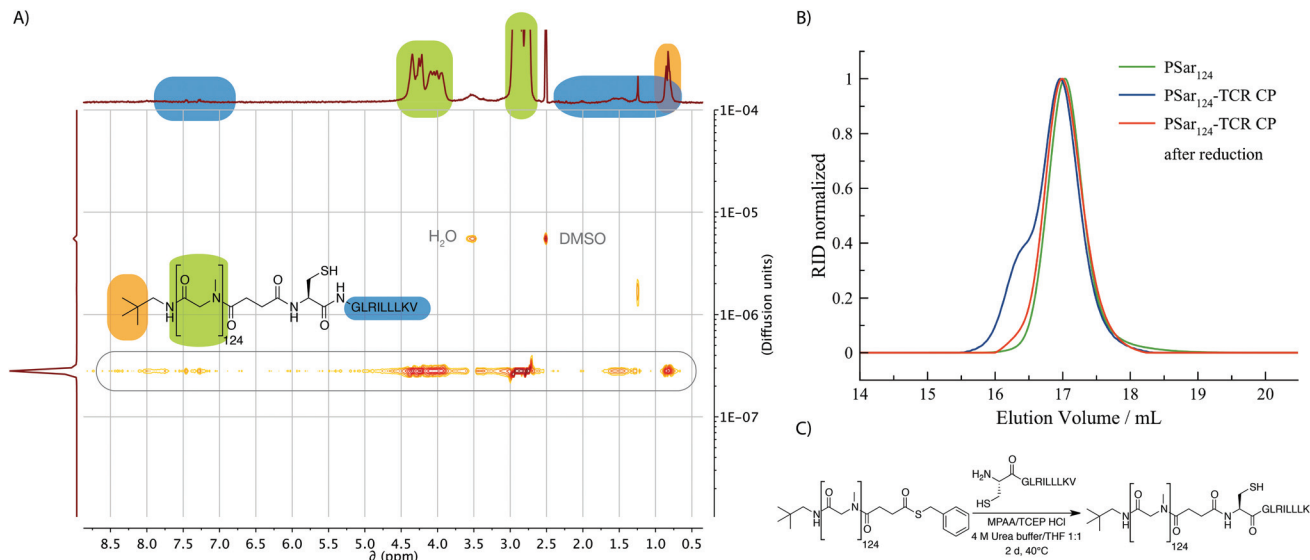 A)
1E-04
1E-05
1E-06
1E-07
(Diffusion units)
H2O
DMSO
O
N
H
O
N
124
O
O
N
H
SH
O
H
N
GLRILLLKV
8.5 8.0 7.5 7.0 6.5 6.0 5.5 5.0 4.5 4.0 3.5 3.0 2.5 2.0 1.5 1.0 0.5
∂ (ppm)
B)
RID normalized
1
0.8
0.6
0.4
0.2
0
PSar124
PSar124-TCR CP
PSar124-TCR CP
after reduction
14 15 16 17 18 19 20
Elution Volume / mL
C)
N
H
O
N
124
O
O
S
H2N
O
GLRILLLKV
HS
MPAA/TCEP HCl
4 M Urea buffer/THF 1:1
2 d, 40°C
N
H
O
N
124
O
O
N
H
SH
O
GLRILLLK